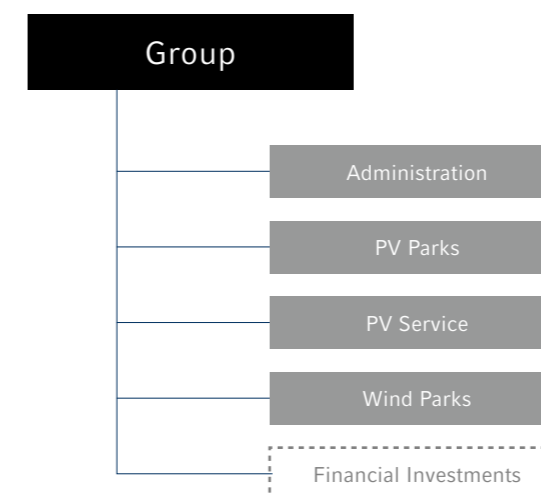 Group
Administration
PV Parks
PV Service
Wind Parks
Financial Investments